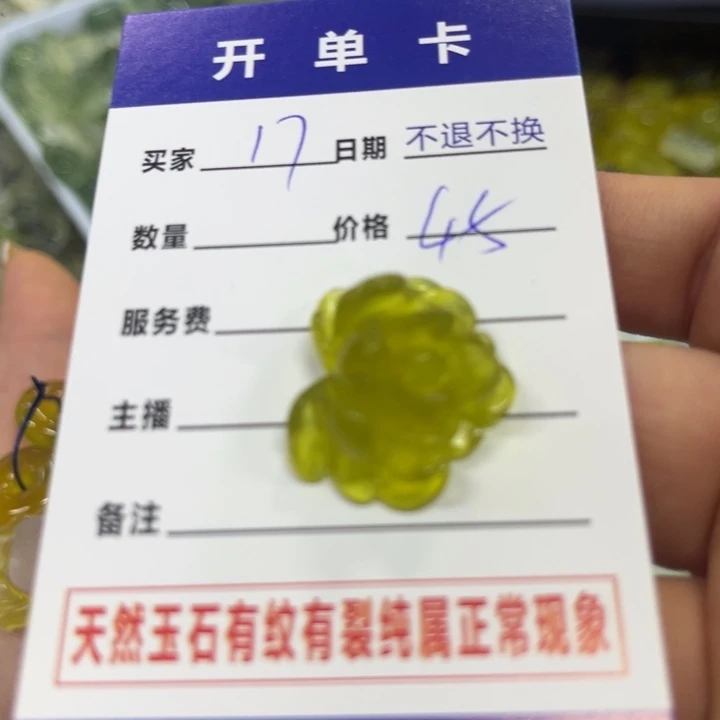 开单卡
买家 17 日期 不退不换
数量 价格 45
服务费
主播
备注
天然玉石有纹有裂纯属正常现象